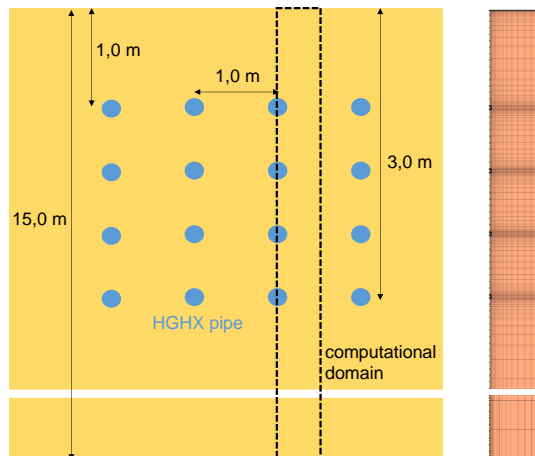 1,0 m
1,0 m
3,0 m
15,0 m
HGHX pipe
computational
domain